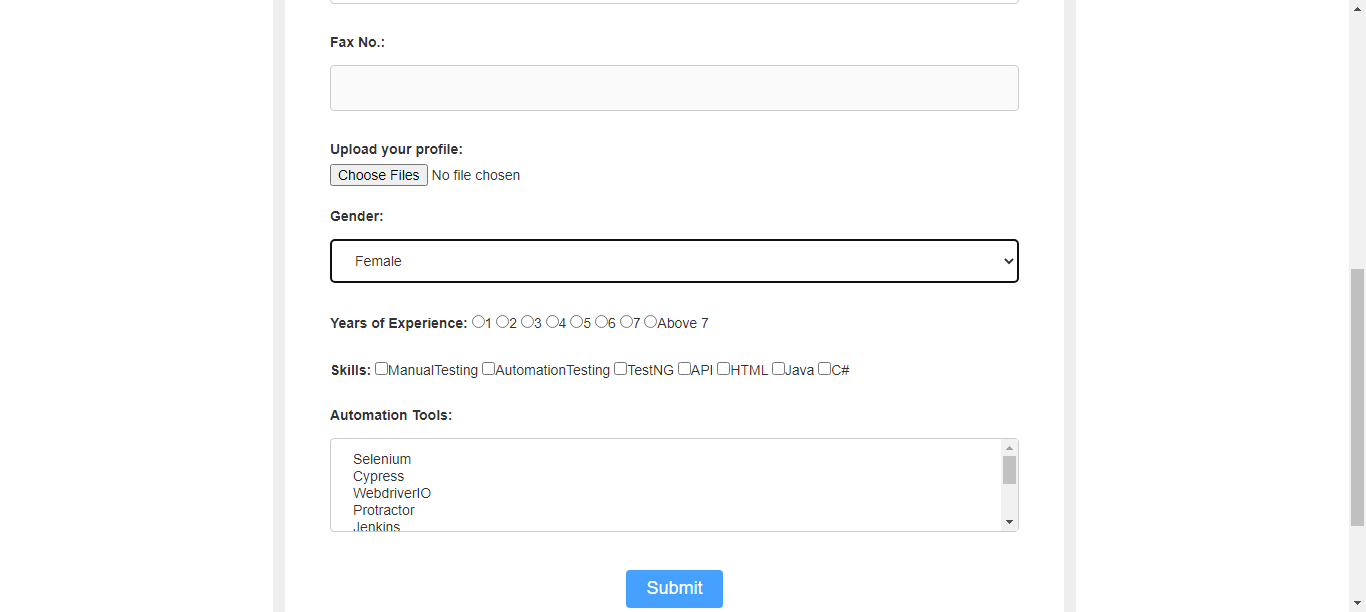 Fax No.:
Upload your profile:
Choose Files No file chosen
Gender:
Female
Years of Experience: 1 2 3 4 5 6 7 Above 7
Skills: ManualTesting AutomationTesting TestNG API HTML Java C#
Automation Tools:
Selenium
Cypress
WebdriverIO
Protractor
Jenkins
Submit